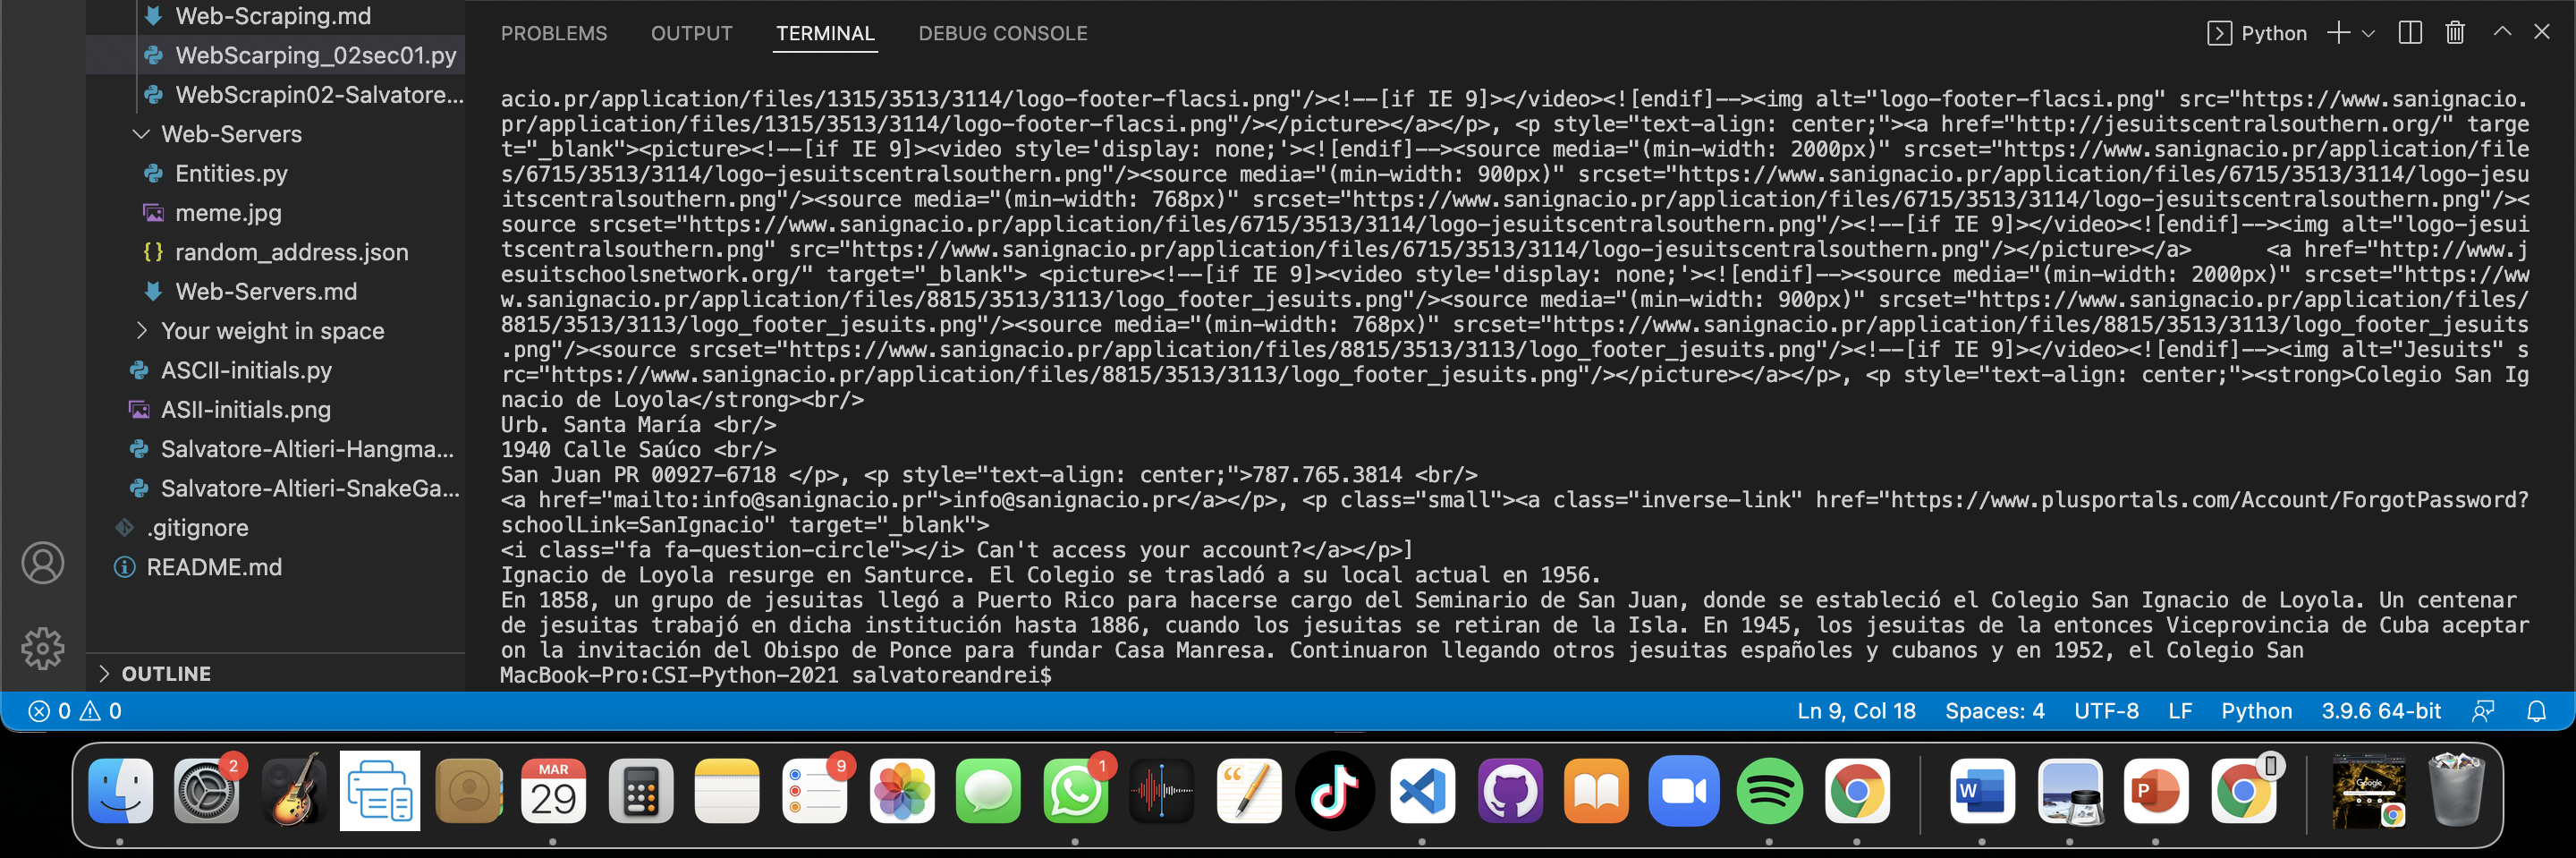 Web-Scraping.md
WebScarping_02sec01.py
WebScrapin02-Salvatore...
Web-Servers
Entities.py
meme.jpg
random_address.json
Web-Servers.md
Your weight in space
ASCII-initials.py
ASII-initials.png
Salvatore-Altieri-Hangma...
Salvatore-Altieri-SnakeGa...
.gitignore
README.md
OUTLINE
PROBLEMS OUTPUT TERMINAL DEBUG CONSOLE
Python
acio.pr/application/files/1315/3513/3114/logo-footer-flacsi.png"/><!--[if IE 9]></video><![endif]--><img alt="logo-footer-flacsi.png" src="https://www.sanignacio.
pr/application/files/1315/3513/3114/logo-footer-flacsi.png"/></picture></a></p>, <p style="text-align: center;"><a href="http://jesuitscentralsouthern.org/" targe
t="_blank"><picture><!--[if IE 9]><video style='display: none;'><![endif]--><source media="(min-width: 2000px)" srcset="https://www.sanignacio.pr/application/file
s/6715/3513/3114/logo-jesuitscentralsouthern.png"/><source media="(min-width: 900px)" srcset="https://www.sanignacio.pr/application/files/6715/3513/3114/logo-jesu
itscentralsouthern.png"/><source media="(min-width: 768px)" srcset="https://www.sanignacio.pr/application/files/6715/3513/3114/logo-jesuitscentralsouthern.png"/><
source srcset="https://www.sanignacio.pr/application/files/6715/3513/3114/logo-jesuitscentralsouthern.png"/><!--[if IE 9]></video><![endif]--><img alt="logo-jesui
tscentralsouthern.png" src="https://www.sanignacio.pr/application/files/6715/3513/3114/logo-jesuitscentralsouthern.png"/></picture></a>      <a href="http://www.j
esuitschoolsnetwork.org/" target="_blank"> <picture><!--[if IE 9]><video style='display: none;'><![endif]--><source media="(min-width: 2000px)" srcset="https://ww
w.sanignacio.pr/application/files/8815/3513/3113/logo_footer_jesuits.png"/><source media="(min-width: 900px)" srcset="https://www.sanignacio.pr/application/files/
8815/3513/3113/logo_footer_jesuits.png"/><source media="(min-width: 768px)" srcset="https://www.sanignacio.pr/application/files/8815/3513/3113/logo_footer_jesuits
.png"/><source srcset="https://www.sanignacio.pr/application/files/8815/3513/3113/logo_footer_jesuits.png"/><!--[if IE 9]></video><![endif]--><img alt="Jesuits" s
rc="https://www.sanignacio.pr/application/files/8815/3513/3113/logo_footer_jesuits.png"/></picture></a></p>, <p style="text-align: center;"><strong>Colegio San Ig
nacio de Loyola</strong><br/>
Urb. Santa María <br/>
1940 Calle Saúco <br/>
San Juan PR 00927-6718 </p>, <p style="text-align: center;">787.765.3814 <br/>
<a href="mailto:info@sanignacio.pr">info@sanignacio.pr</a></p>, <p class="small"><a class="inverse-link" href="https://www.plusportals.com/Account/ForgotPassword?
schoolLink=SanIgnacio" target="_blank">
<i class="fa fa-question-circle"></i> Can't access your account?</a></p>]
Ignacio de Loyola resurge en Santurce. El Colegio se trasladó a su local actual en 1956.
En 1858, un grupo de jesuitas llegó a Puerto Rico para hacerse cargo del Seminario de San Juan, donde se estableció el Colegio San Ignacio de Loyola. Un centenar
de jesuitas trabajó en dicha institución hasta 1886, cuando los jesuitas se retiran de la Isla. En 1945, los jesuitas de la entonces Viceprovincia de Cuba aceptar
on la invitación del Obispo de Ponce para fundar Casa Manresa. Continuaron llegando otros jesuitas españoles y cubanos y en 1952, el Colegio San
MacBook-Pro:CSI-Python-2021 salvatoreandrei$
0 0
Ln 9, Col 18 Spaces: 4 UTF-8 LF Python 3.9.6 64-bit
2
MAR
29
9
1
W
P
Google